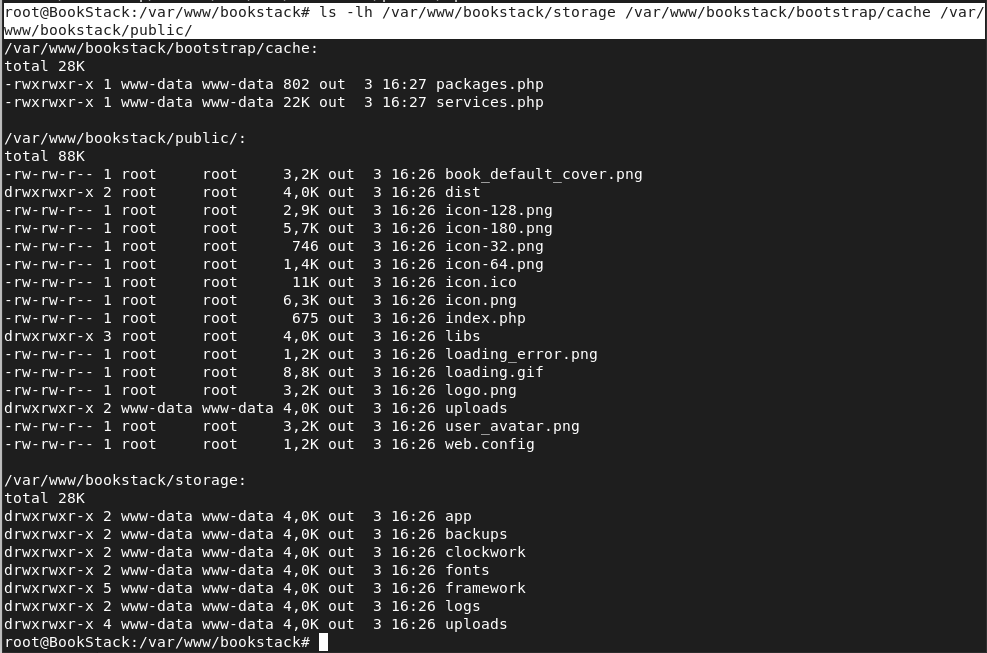 root@BookStack:/var/www/bookstack# ls -lh /var/www/bookstack/storage /var/www/bookstack/bootstrap/cache /var/
www/bookstack/public/
/var/www/bookstack/bootstrap/cache:
total 28K
-rwxrwxr-x 1 www-data www-data 802 out  3 16:27 packages.php
-rwxrwxr-x 1 www-data www-data 22K out  3 16:27 services.php

/var/www/bookstack/public/:
total 88K
-rw-rw-r-- 1 root     root     3,2K out  3 16:26 book_default_cover.png
drwxrwxr-x 2 root     root     4,0K out  3 16:26 dist
-rw-rw-r-- 1 root     root     2,9K out  3 16:26 icon-128.png
-rw-rw-r-- 1 root     root     5,7K out  3 16:26 icon-180.png
-rw-rw-r-- 1 root     root      746 out  3 16:26 icon-32.png
-rw-rw-r-- 1 root     root     1,4K out  3 16:26 icon-64.png
-rw-rw-r-- 1 root     root      11K out  3 16:26 icon.ico
-rw-rw-r-- 1 root     root     6,3K out  3 16:26 icon.png
-rw-rw-r-- 1 root     root      675 out  3 16:26 index.php
drwxrwxr-x 3 root     root     4,0K out  3 16:26 libs
-rw-rw-r-- 1 root     root     1,2K out  3 16:26 loading_error.png
-rw-rw-r-- 1 root     root     8,8K out  3 16:26 loading.gif
-rw-rw-r-- 1 root     root     3,2K out  3 16:26 logo.png
drwxrwxr-x 2 www-data www-data 4,0K out  3 16:26 uploads
-rw-rw-r-- 1 root     root     3,2K out  3 16:26 user_avatar.png
-rw-rw-r-- 1 root     root     1,2K out  3 16:26 web.config

/var/www/bookstack/storage:
total 28K
drwxrwxr-x 2 www-data www-data 4,0K out  3 16:26 app
drwxrwxr-x 2 www-data www-data 4,0K out  3 16:26 backups
drwxrwxr-x 2 www-data www-data 4,0K out  3 16:26 clockwork
drwxrwxr-x 2 www-data www-data 4,0K out  3 16:26 fonts
drwxrwxr-x 5 www-data www-data 4,0K out  3 16:26 framework
drwxrwxr-x 2 www-data www-data 4,0K out  3 16:26 logs
drwxrwxr-x 4 www-data www-data 4,0K out  3 16:26 uploads
root@BookStack:/var/www/bookstack#